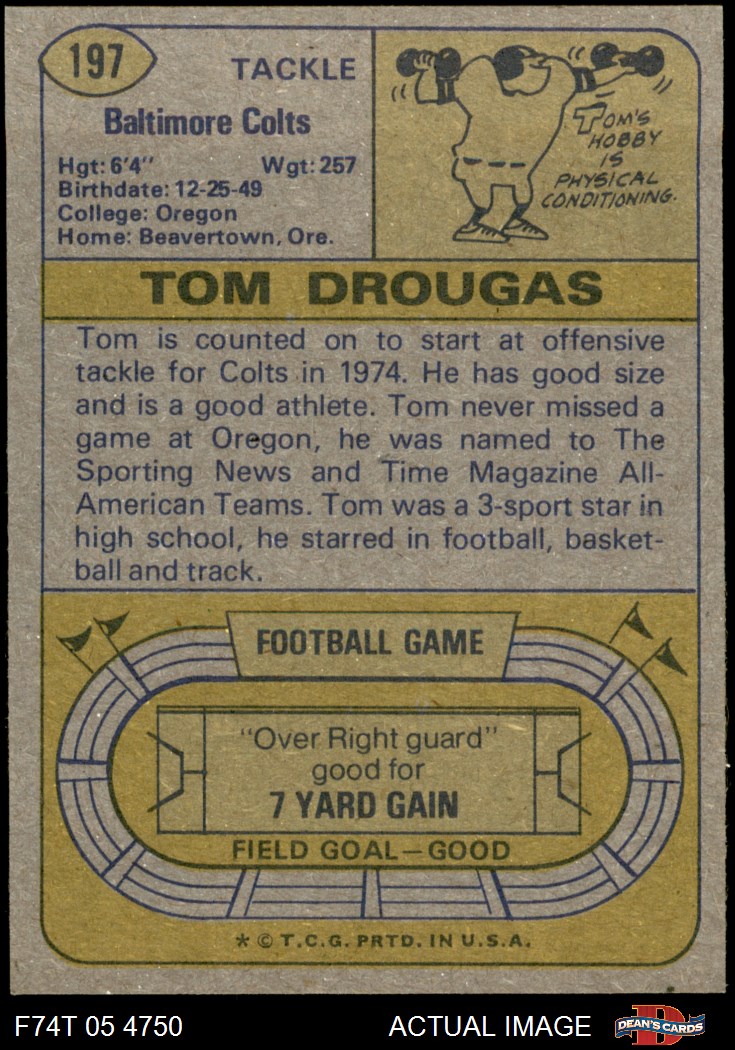 197
TACKLE
Baltimore Colts
Hgt: 6'4" Wgt: 257
Birthdate: 12-25-49
College: Oregon
Home: Beavertown, Ore.
TOM'S
HOBBY
IS
PHYSICAL
CONDITIONING.
TOM DROUGAS
Tom is counted on to start at offensive
tackle for Colts in 1974. He has good size
and is a good athlete. Tom never missed a
game at Oregon, he was named to The
Sporting News and Time Magazine All-
American Teams. Tom was a 3-sport star in
high school, he starred in football, basket-
ball and track.
FOOTBALL GAME
"Over Right guard"
good for
7 YARD GAIN
FIELD GOAL—GOOD
* © T.C.G. PRTD. IN U.S.A.
F74T 05 4750 ACTUAL IMAGE
D
DEAN'S CARDS